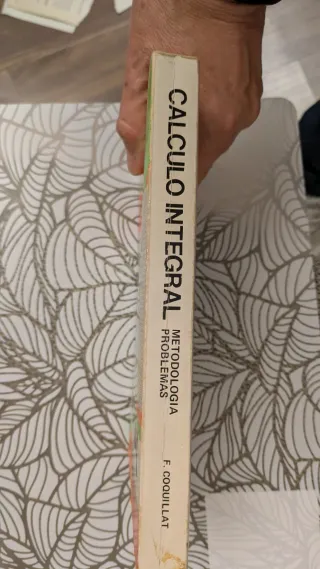 CALCULO INTEGRAL
METODOLOGIA
PROBLEMAS
F. COQUILLAT